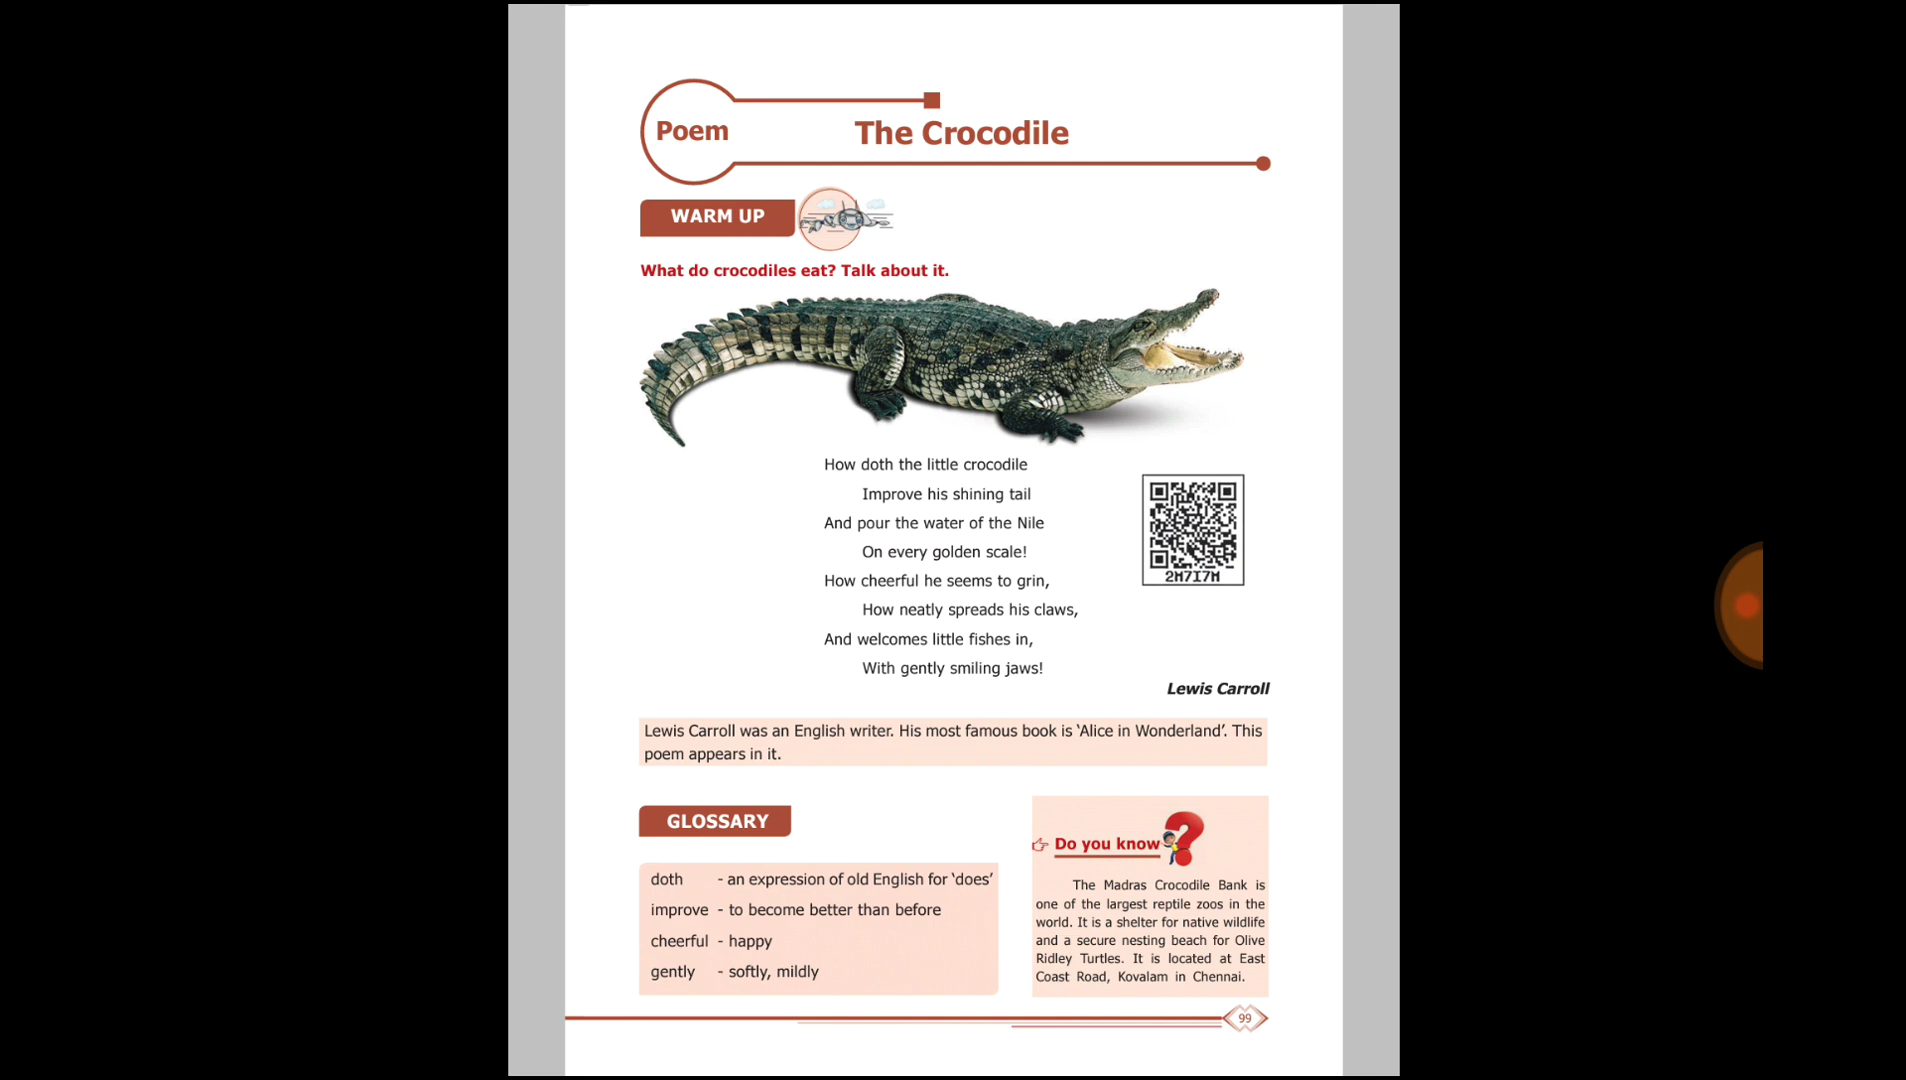 Poem
The Crocodile
WARM UP
What do crocodiles eat? Talk about it.
How doth the little crocodile
Improve his shining tail
And pour the water of the Nile
On every golden scale!
How cheerful he seems to grin,
How neatly spreads his claws,
And welcomes little fishes in,
With gently smiling jaws!
2M7I7M
Lewis Carroll
Lewis Carroll was an English writer. His most famous book is ‘Alice in Wonderland’. This
poem appears in it.
GLOSSARY
doth - an expression of old English for ‘does’
improve - to become better than before
cheerful - happy
gently - softly, mildly
Do you know
The Madras Crocodile Bank is
one of the largest reptile zoos in the
world. It is a shelter for native wildlife
and a secure nesting beach for Olive
Ridley Turtles. It is located at East
Coast Road, Kovalam in Chennai.
99